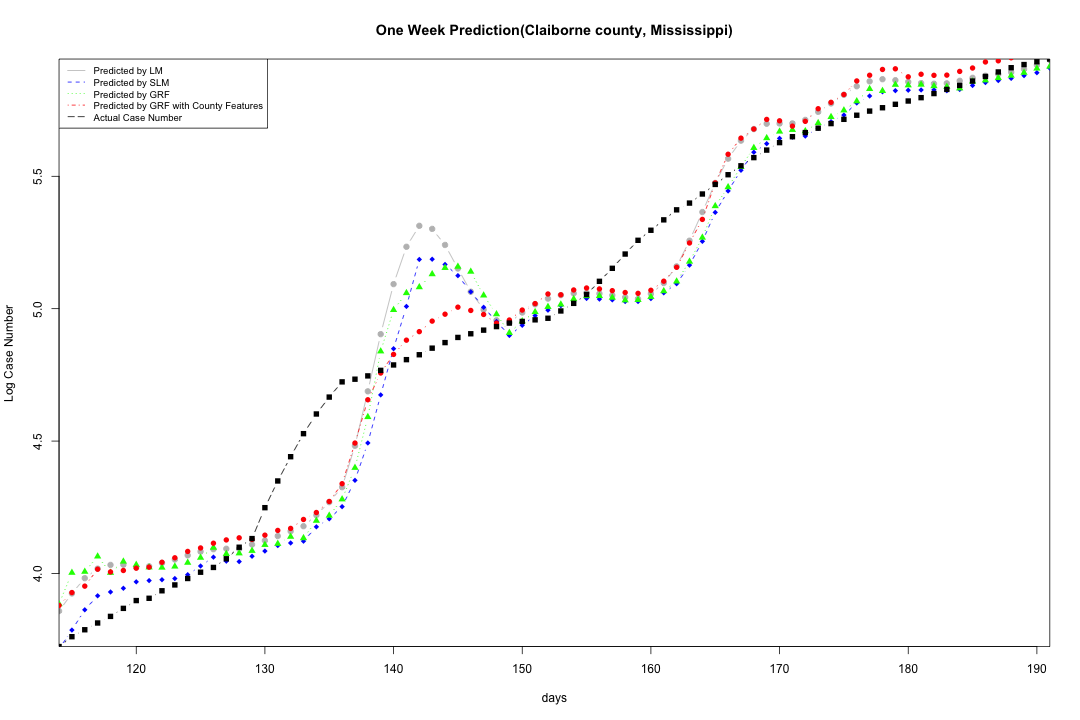 One Week Prediction(Claiborne county, Mississippi)
Predicted by LM
Predicted by SLM
Predicted by GRF
Predicted by GRF with County Features
Actual Case Number
5.5
5.0
4.5
4.0
Log Case Number
120 130 140 150 160 170 180 190
days